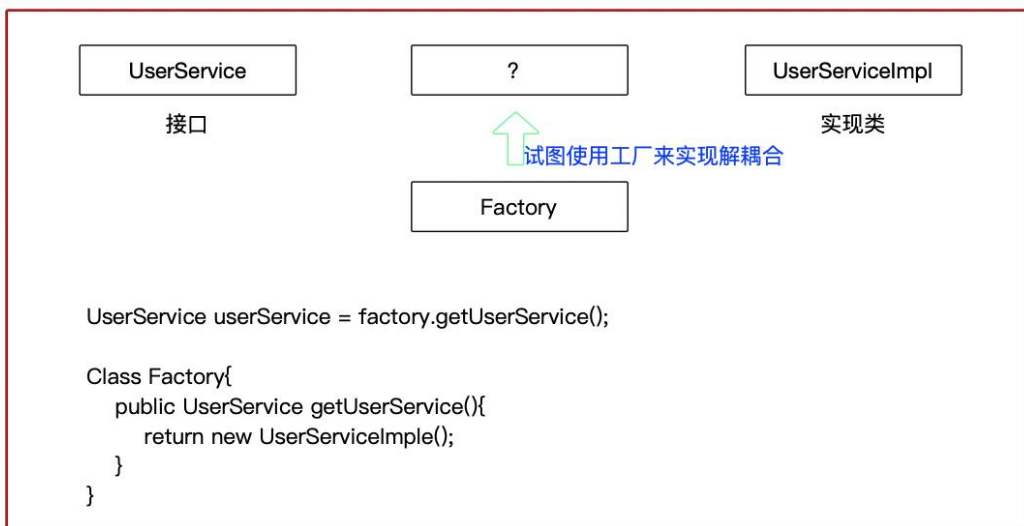 UserService
?
UserServiceImpl
接口
实现类
试图使用工厂来实现解耦合
Factory
UserService userService = factory.getUserService();
Class Factory{
public UserService getUserService(){
return new UserServiceImple();
}
}